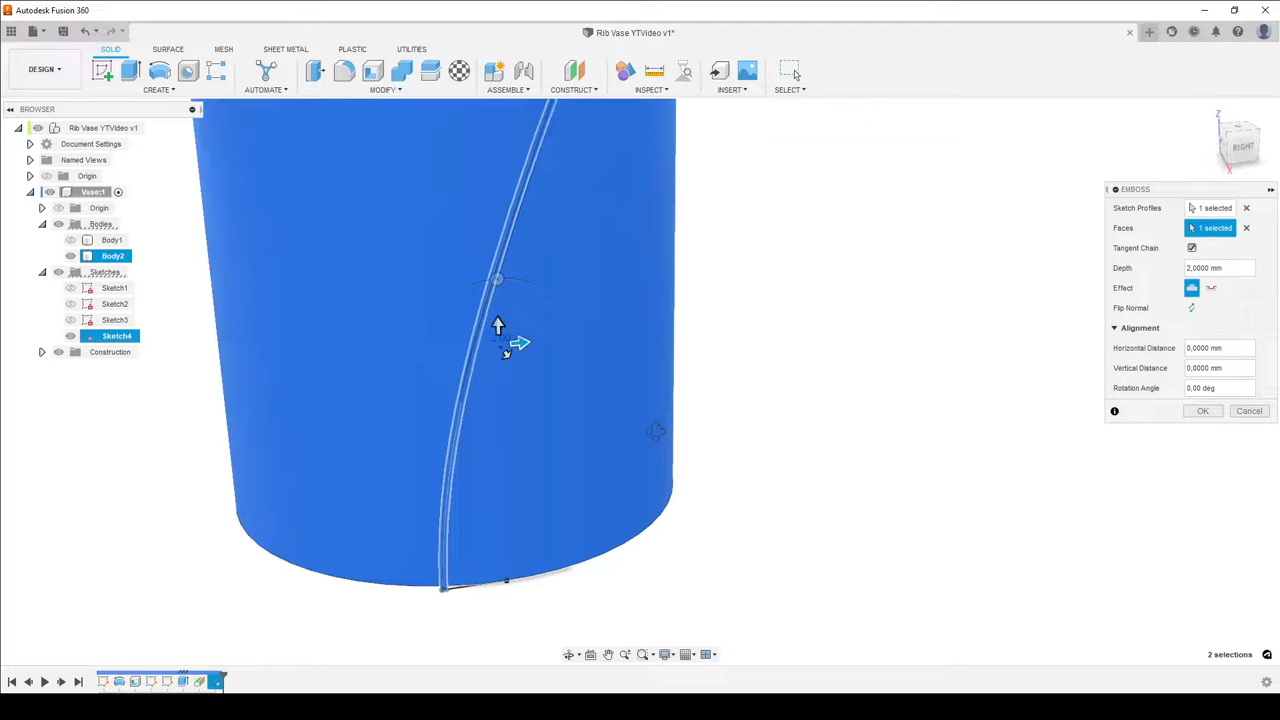 Autodesk Fusion 360
Rib Vase YTVideo v1*
DESIGN
SOLID SURFACE MESH SHEET METAL PLASTIC UTILITIES
CREATE AUTOMATE MODIFY ASSEMBLE CONSTRUCT INSPECT INSERT SELECT
BROWSER
Rib Vase YTVideo v1
Document Settings
Named Views
Origin
Vase:1
Origin
Bodies
Body1
Body2
Sketches
Sketch1
Sketch2
Sketch3
Sketch4
Construction
Z
RIGHT
X
EMBOSS
Sketch Profiles 1 selected
Faces 1 selected
Tangent Chain
Depth 2,0000 mm
Effect
Flip Normal
Alignment
Horizontal Distance 0,0000 mm
Vertical Distance 0,0000 mm
Rotation Angle 0,00 deg
OK Cancel
2 selections